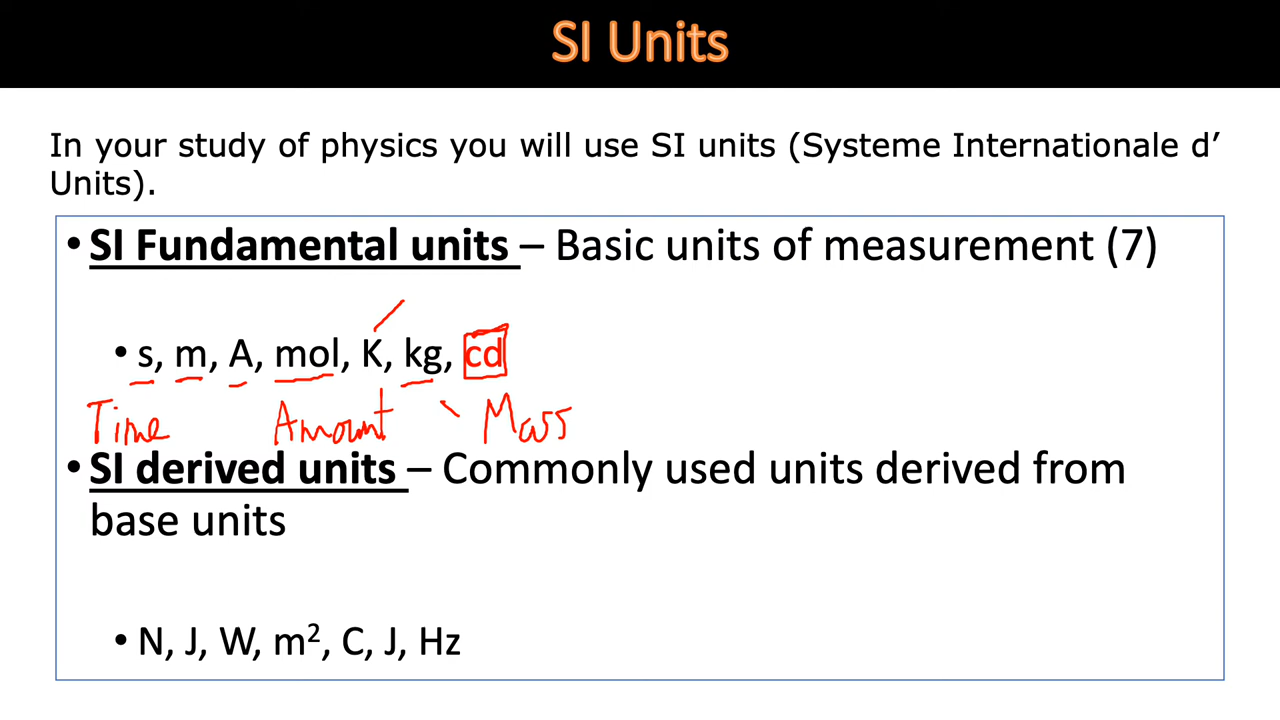 SI Units
In your study of physics you will use SI units (Systeme Internationale d’
Units).
• SI Fundamental units – Basic units of measurement (7)
• s, m, A, mol, K, kg, cd
Time Amount Mass
• SI derived units – Commonly used units derived from
base units
• N, J, W, m², C, J, Hz